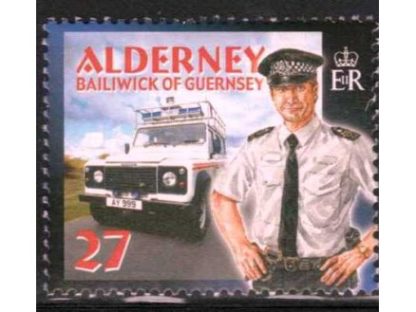 ALDERNEY
BAILIWICK OF GUERNSEY
EIIR
AY 999
27